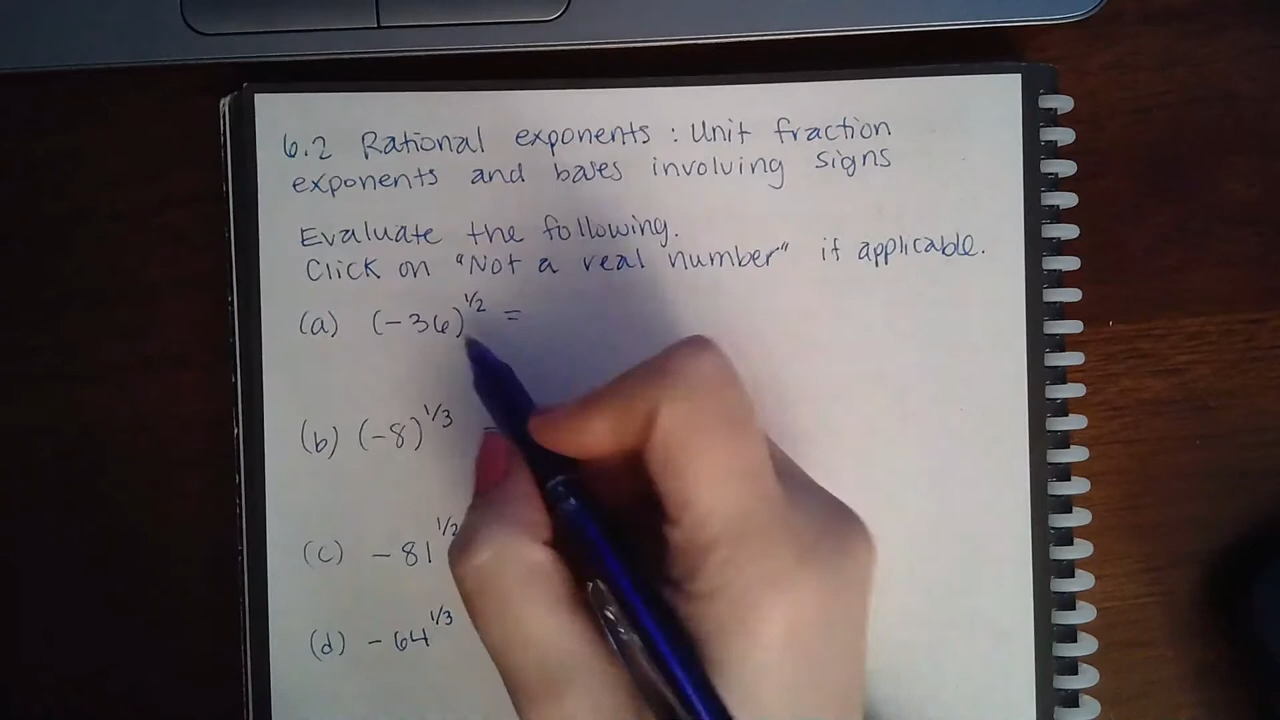 6.2 Rational exponents : Unit fraction
exponents and bases involving signs
Evaluate the following.
Click on "Not a real number" if applicable.
(a) (-36)^1/2 =
(b) (-8)^1/3
(c) -81^1/2
(d) -64^1/3